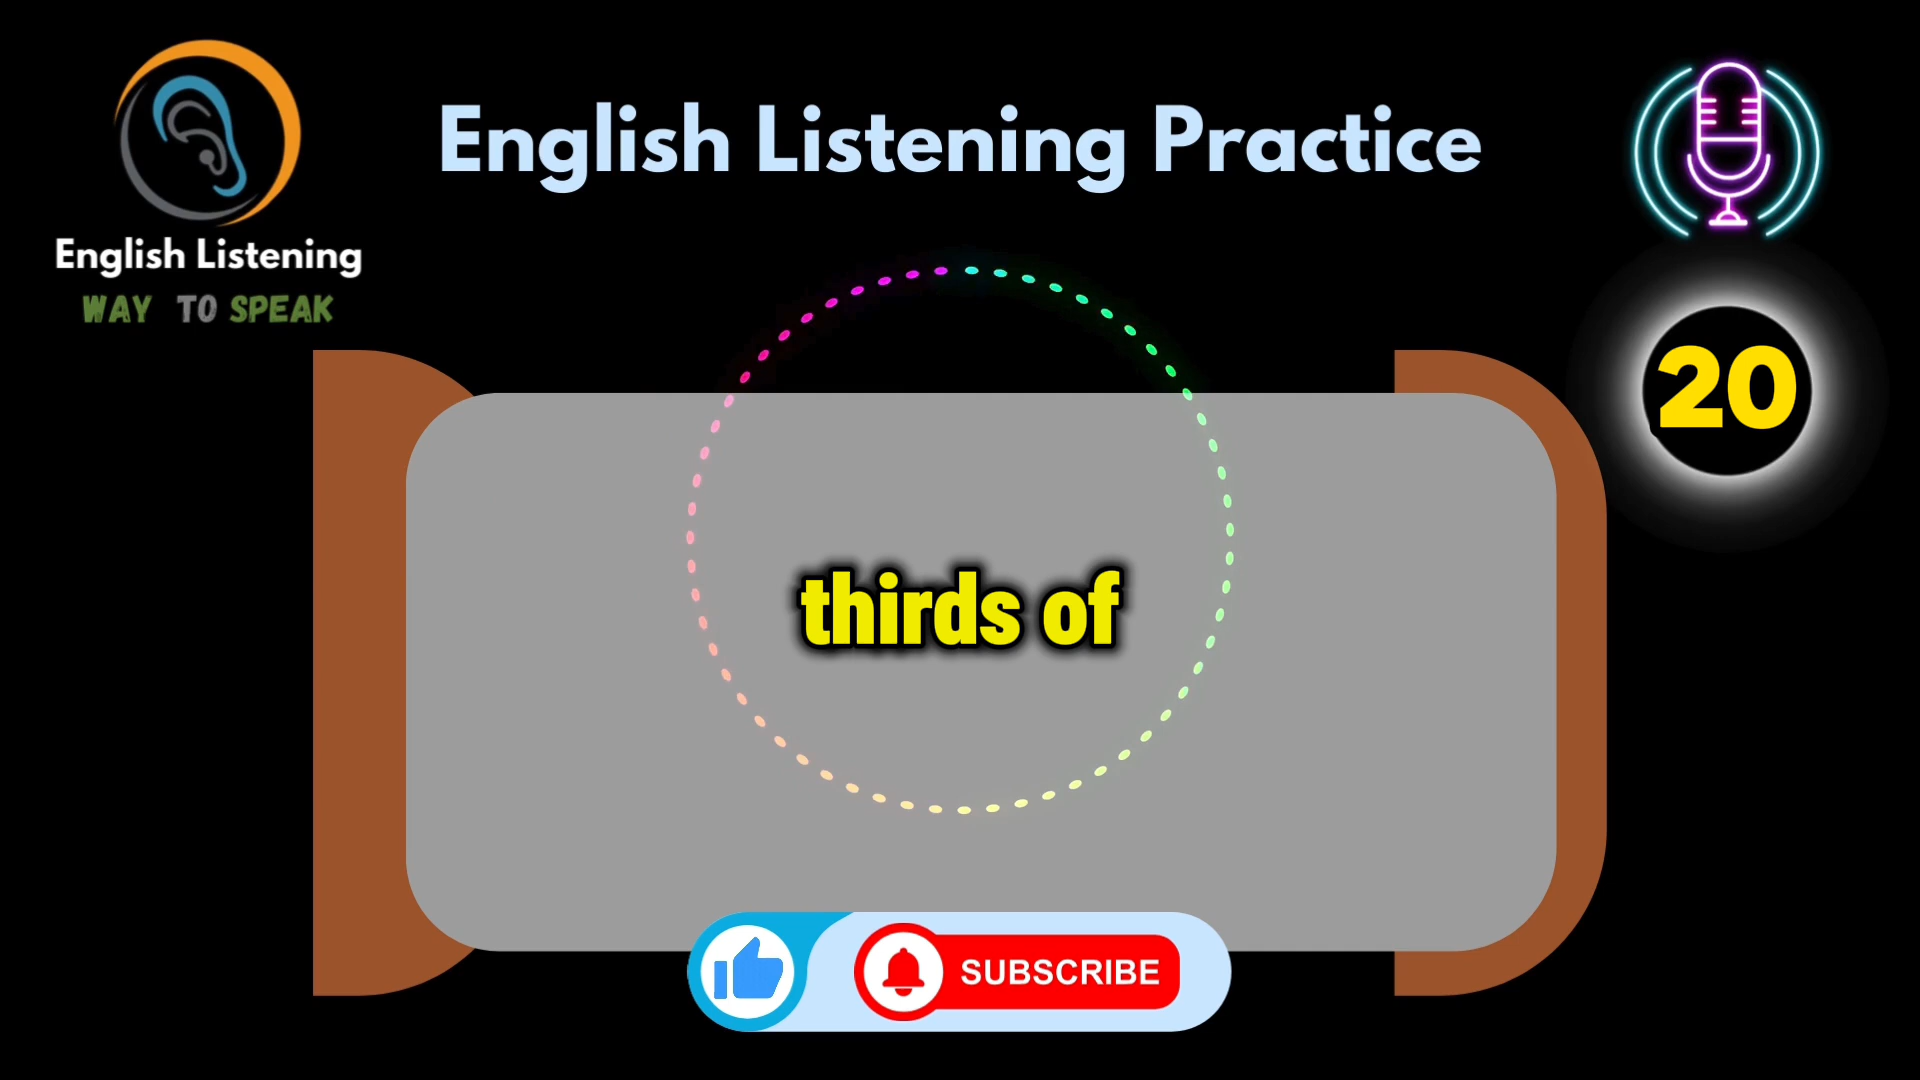 English Listening Practice
English Listening
WAY TO SPEAK
20
thirds of
SUBSCRIBE